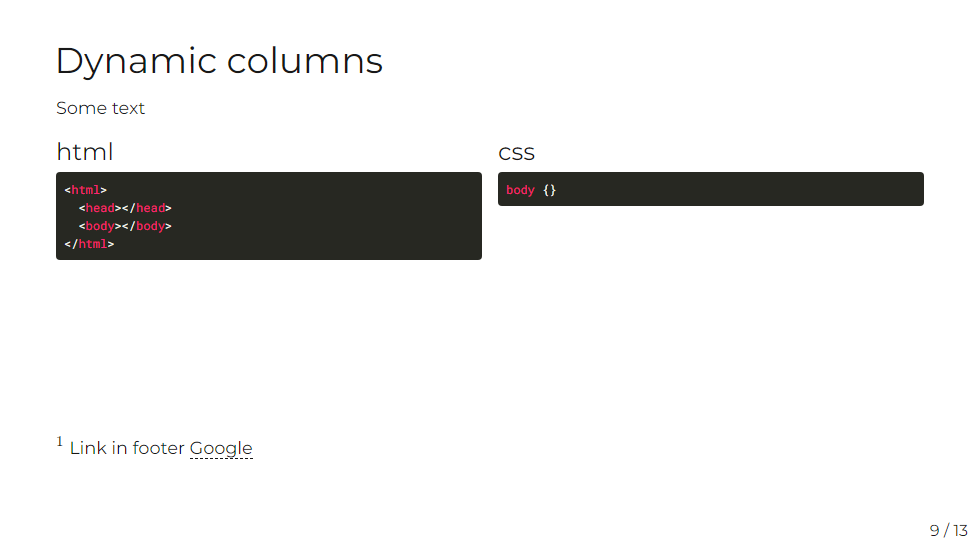 Dynamic columns
Some text
html
<html>
  <head></head>
  <body></body>
</html>
css
body {}
1 Link in footer Google
9 / 13